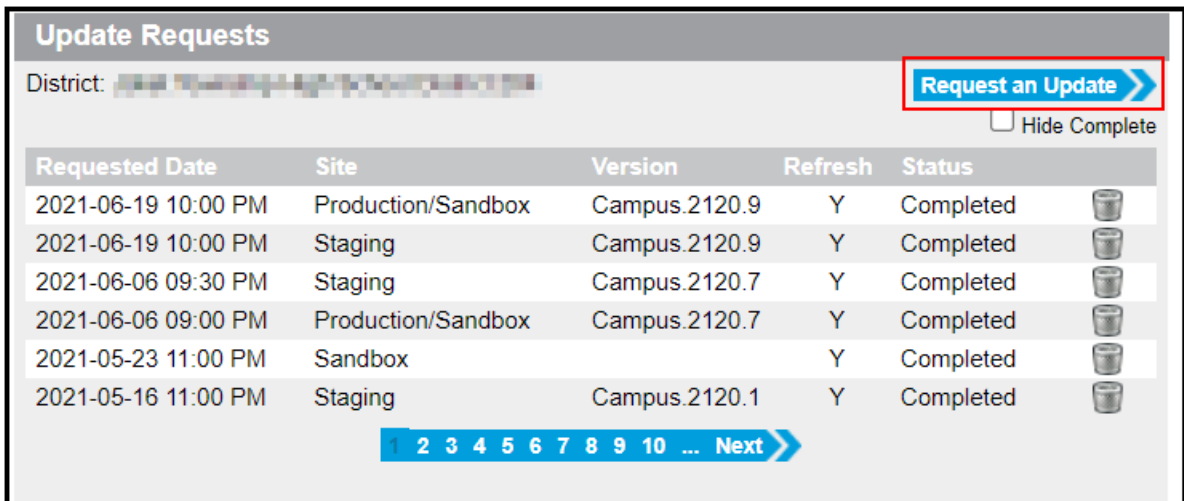 Update Requests
District:
Request an Update
Hide Complete
Requested Date Site Version Refresh Status
2021-06-19 10:00 PM Production/Sandbox Campus.2120.9 Y Completed
2021-06-19 10:00 PM Staging Campus.2120.9 Y Completed
2021-06-06 09:30 PM Staging Campus.2120.7 Y Completed
2021-06-06 09:00 PM Production/Sandbox Campus.2120.7 Y Completed
2021-05-23 11:00 PM Sandbox Y Completed
2021-05-16 11:00 PM Staging Campus.2120.1 Y Completed
1 2 3 4 5 6 7 8 9 10 ... Next